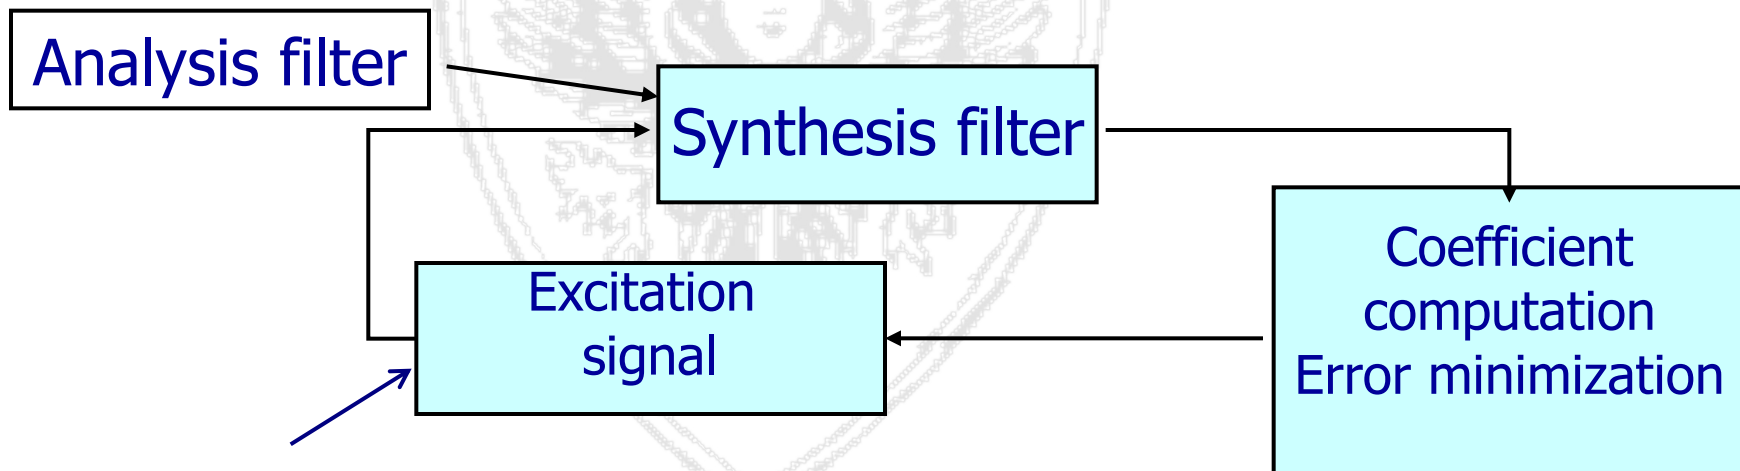 Analysis filter
Synthesis filter
Excitation
signal
Coefficient
computation
Error minimization